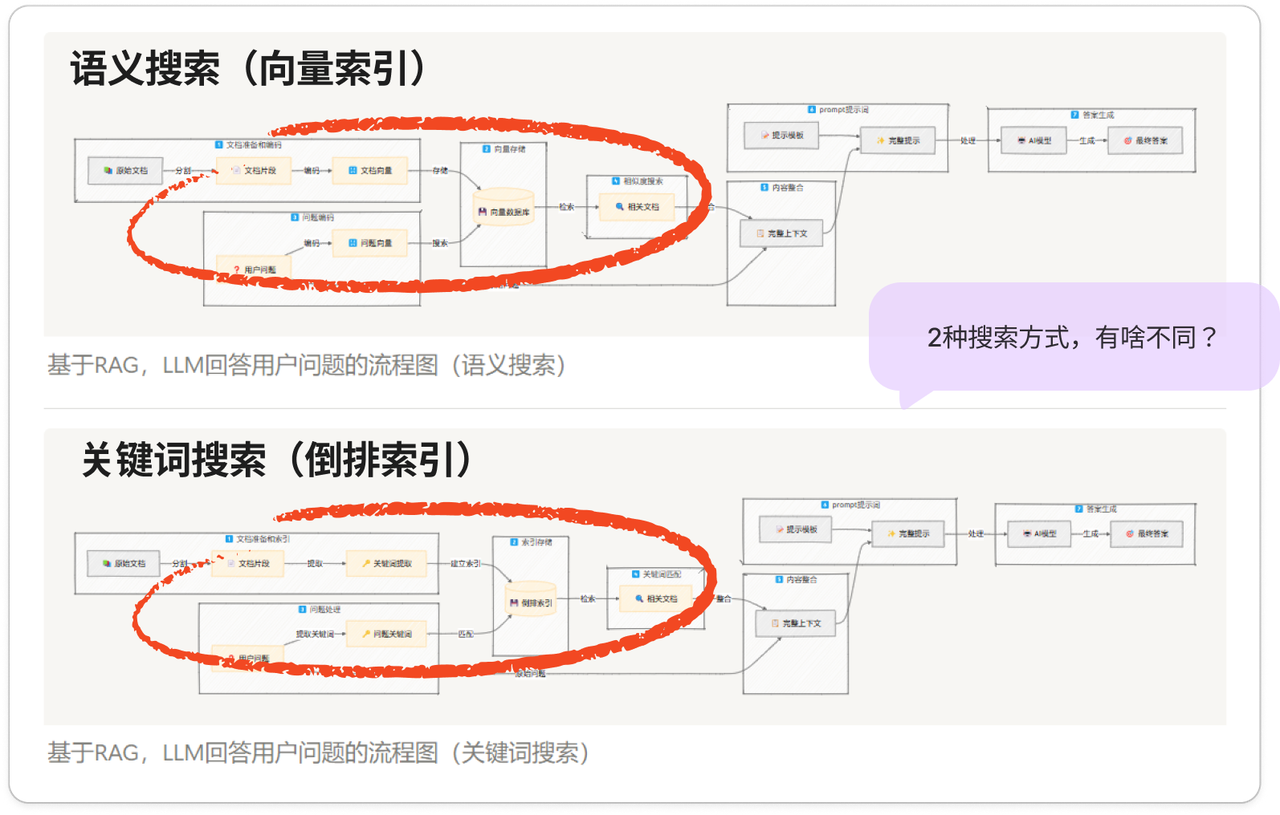 语义搜索（向量索引）
1 文档准备和编码
原始文档
分割
文档片段
编码
文档向量
存储
2 向量存储
向量数据库
3 问题编码
用户问题
编码
问题向量
搜索
检索
4 相似度搜索
相关文档
合
5 内容整合
完整上下文
6 prompt提示词
提示模板
完整提示
处理
7 答案生成
AI模型
生成
最终答案
2种搜索方式，有啥不同？
基于RAG，LLM回答用户问题的流程图（语义搜索）
关键词搜索（倒排索引）
1 文档准备和索引
原始文档
分割
文档片段
提取
关键词提取
建立索引
2 索引存储
倒排索引
3 问题处理
用户问题
提取关键词
问题关键词
匹配
检索
4 关键词匹配
相关文档
整合
原始问题
5 内容整合
完整上下文
prompt提示词
提示模板
完整提示
处理
7 答案生成
AI模型
生成
最终答案
基于RAG，LLM回答用户问题的流程图（关键词搜索）